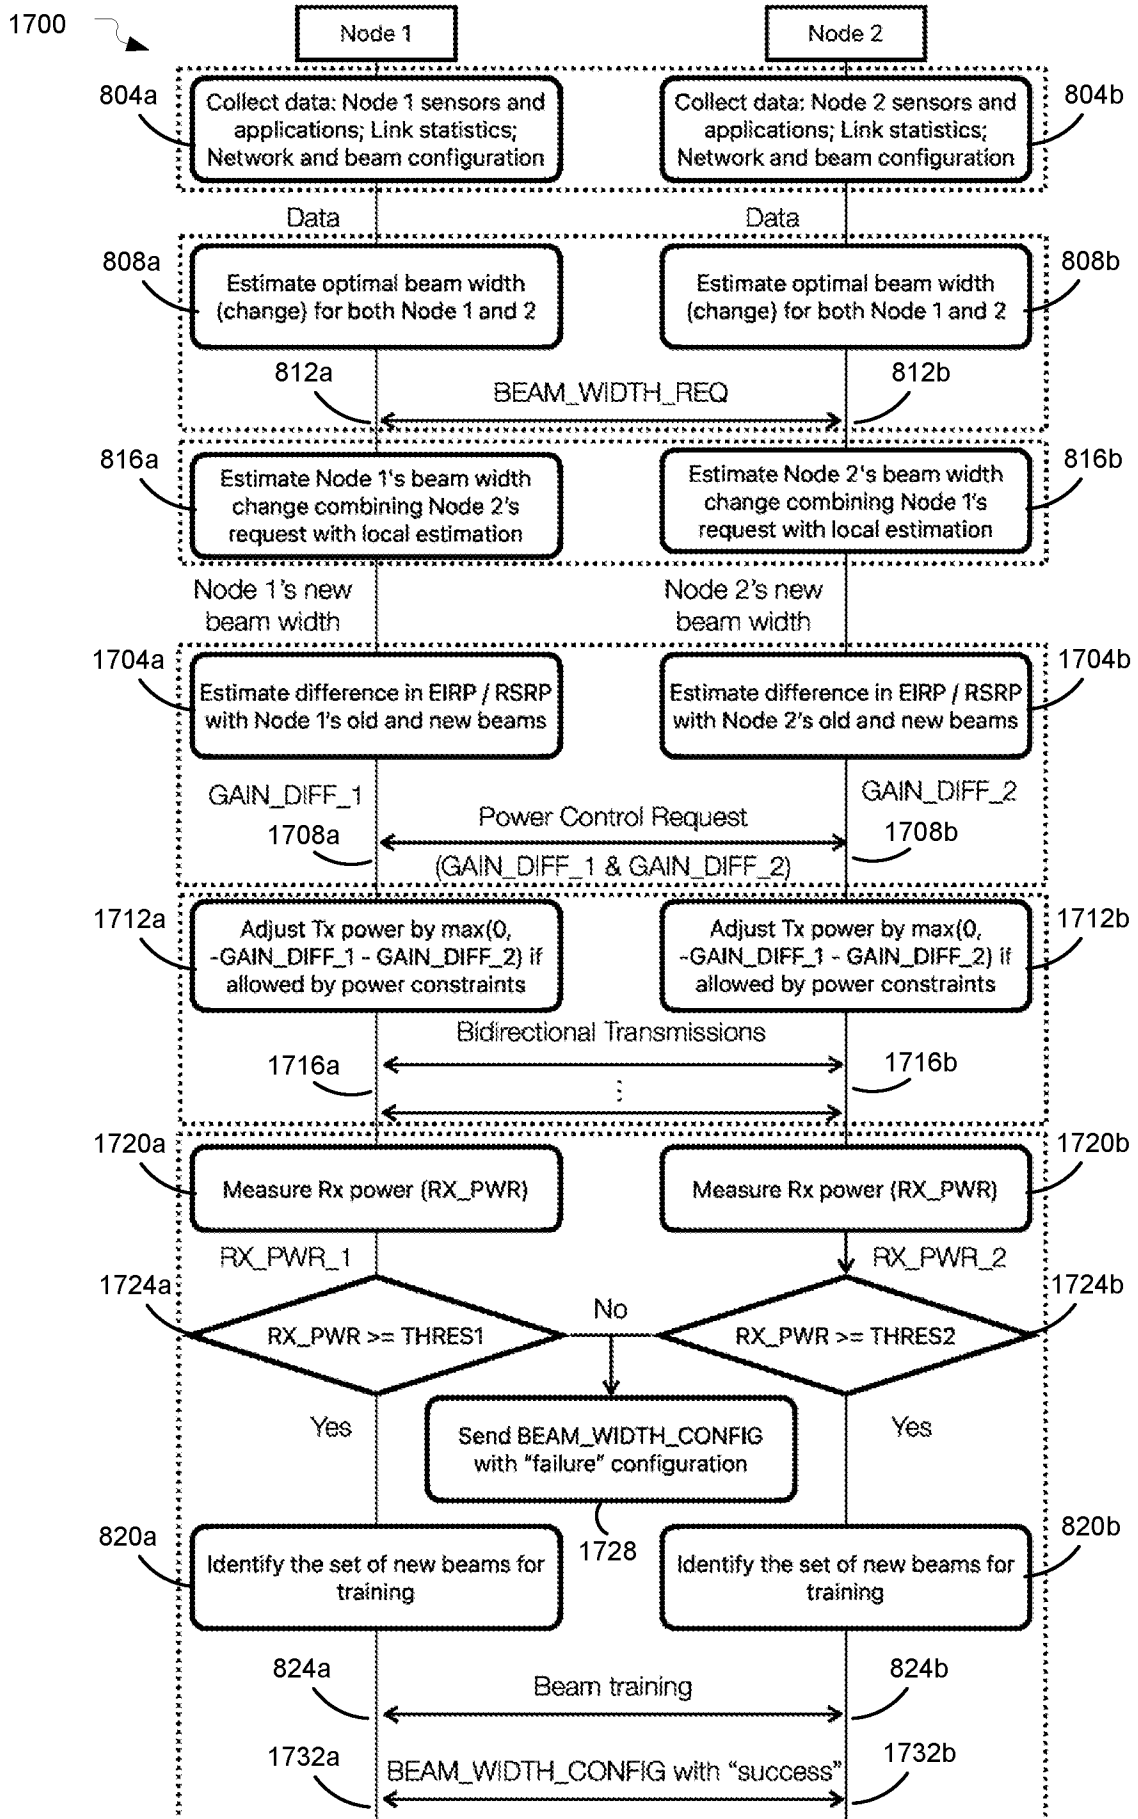 1700
Node 1
Node 2
804a
Collect data: Node 1 sensors and
applications; Link statistics;
Network and beam configuration
Collect data: Node 2 sensors and
applications; Link statistics;
Network and beam configuration
804b
Data
Data
808a
Estimate optimal beam width
(change) for both Node 1 and 2
Estimate optimal beam width
(change) for both Node 1 and 2
808b
812a
BEAM_WIDTH_REQ
812b
816a
Estimate Node 1's beam width
change combining Node 2's
request with local estimation
Estimate Node 2's beam width
change combining Node 1's
request with local estimation
816b
Node 1's new
beam width
Node 2's new
beam width
1704a
Estimate difference in EIRP / RSRP
with Node 1's old and new beams
Estimate difference in EIRP / RSRP
with Node 2's old and new beams
1704b
GAIN_DIFF_1
GAIN_DIFF_2
1708a
Power Control Request
1708b
(GAIN_DIFF_1 & GAIN_DIFF_2)
1712a
Adjust Tx power by max(0,
-GAIN_DIFF_1 - GAIN_DIFF_2) if
allowed by power constraints
Adjust Tx power by max(0,
-GAIN_DIFF_1 - GAIN_DIFF_2) if
allowed by power constraints
1712b
Bidirectional Transmissions
1716a
1716b
⋮
1720a
Measure Rx power (RX_PWR)
Measure Rx power (RX_PWR)
1720b
RX_PWR_1
RX_PWR_2
1724a
RX_PWR >= THRES1
No
RX_PWR >= THRES2
1724b
Yes
Send BEAM_WIDTH_CONFIG
with “failure” configuration
Yes
1728
820a
Identify the set of new beams for
training
Identify the set of new beams for
training
820b
824a
Beam training
824b
1732a
BEAM_WIDTH_CONFIG with “success”
1732b